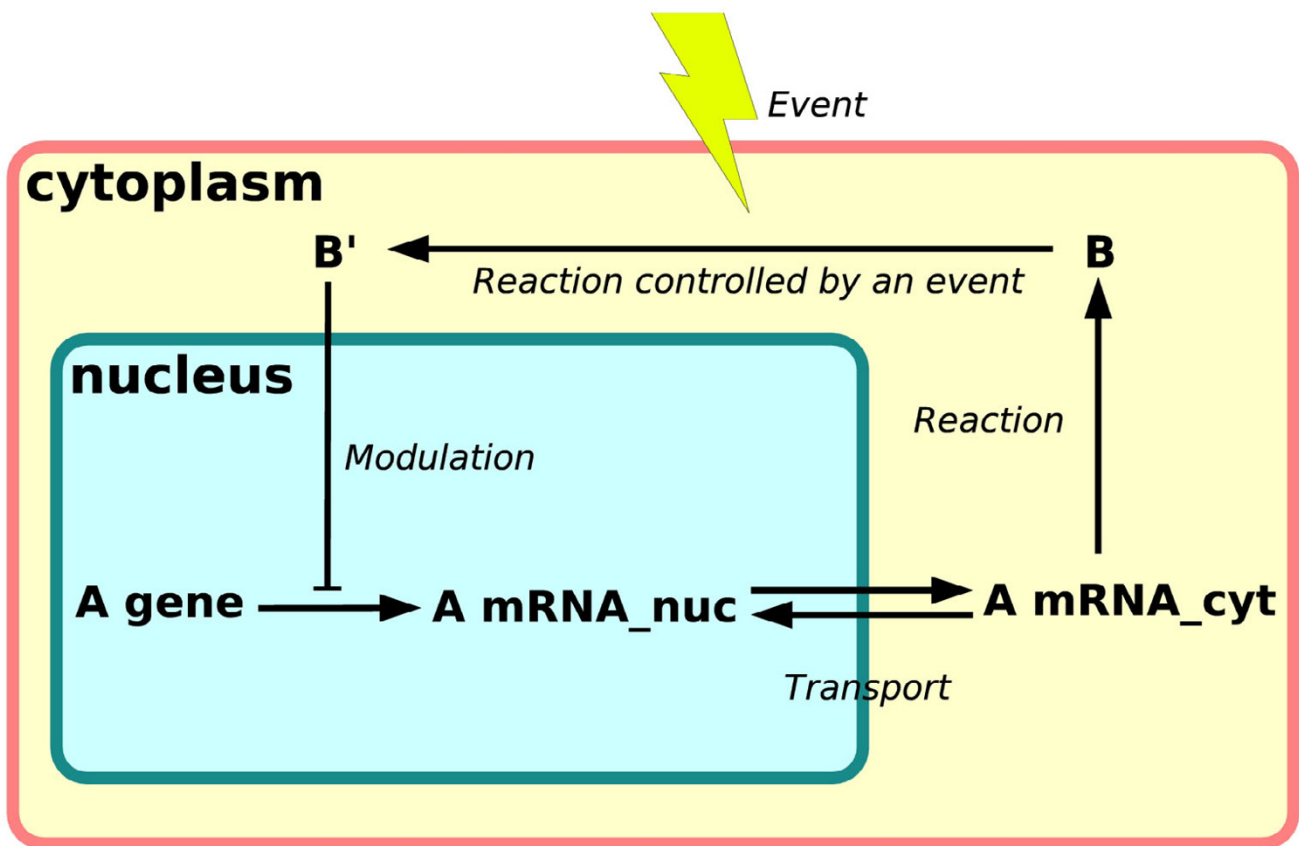 Event
cytoplasm
B'
B
Reaction controlled by an event
nucleus
Reaction
Modulation
A gene
A mRNA_nuc
A mRNA_cyt
Transport